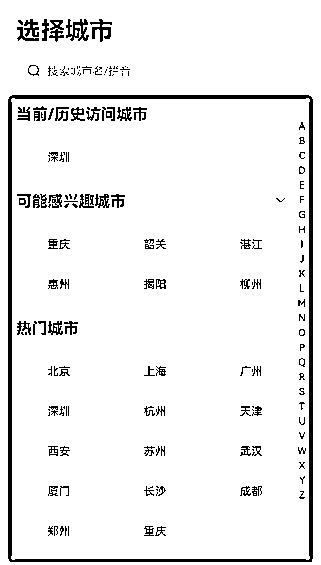 选择城市
搜索城市名/拼音
当前/历史访问城市
深圳
可能感兴趣城市
重庆 韶关 湛江
惠州 揭阳 柳州
热门城市
北京 上海 广州
深圳 杭州 天津
西安 苏州 武汉
厦门 长沙 成都
郑州 重庆
A
B
C
D
E
F
G
H
I
J
K
L
M
N
O
P
Q
R
S
T
U
V
W
X
Y
Z